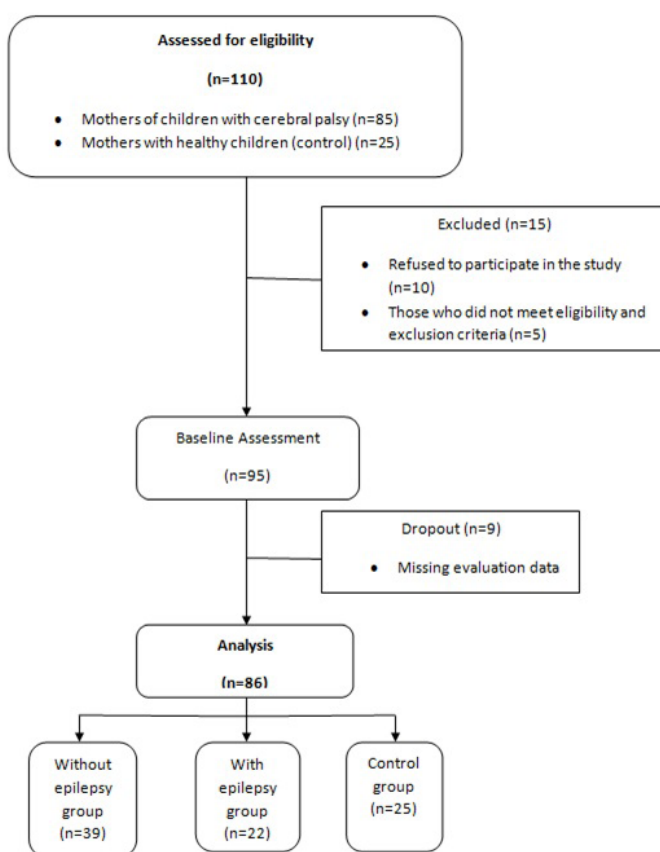 Assessed for eligibility
(n=110)
• Mothers of children with cerebral palsy (n=85)
• Mothers with healthy children (control) (n=25)
Excluded (n=15)
• Refused to participate in the study
(n=10)
• Those who did not meet eligibility and
exclusion criteria (n=5)
Baseline Assessment
(n=95)
Dropout (n=9)
• Missing evaluation data
Analysis
(n=86)
Without
epilepsy
group
(n=39)
With
epilepsy
group
(n=22)
Control
group
(n=25)